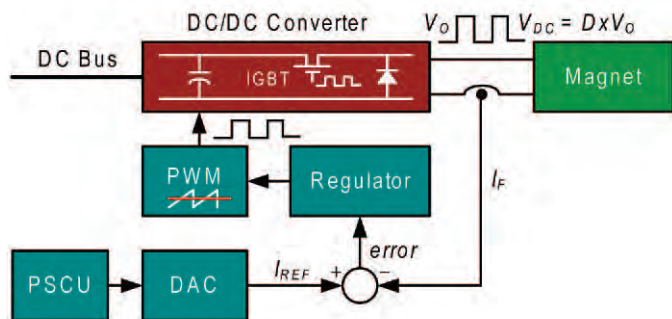 DC/DC Converter
V_O
V_DC = DxV_O
DC Bus
IGBT
Magnet
PWM
Regulator
I_F
error
PSCU
DAC
I_REF
+
−